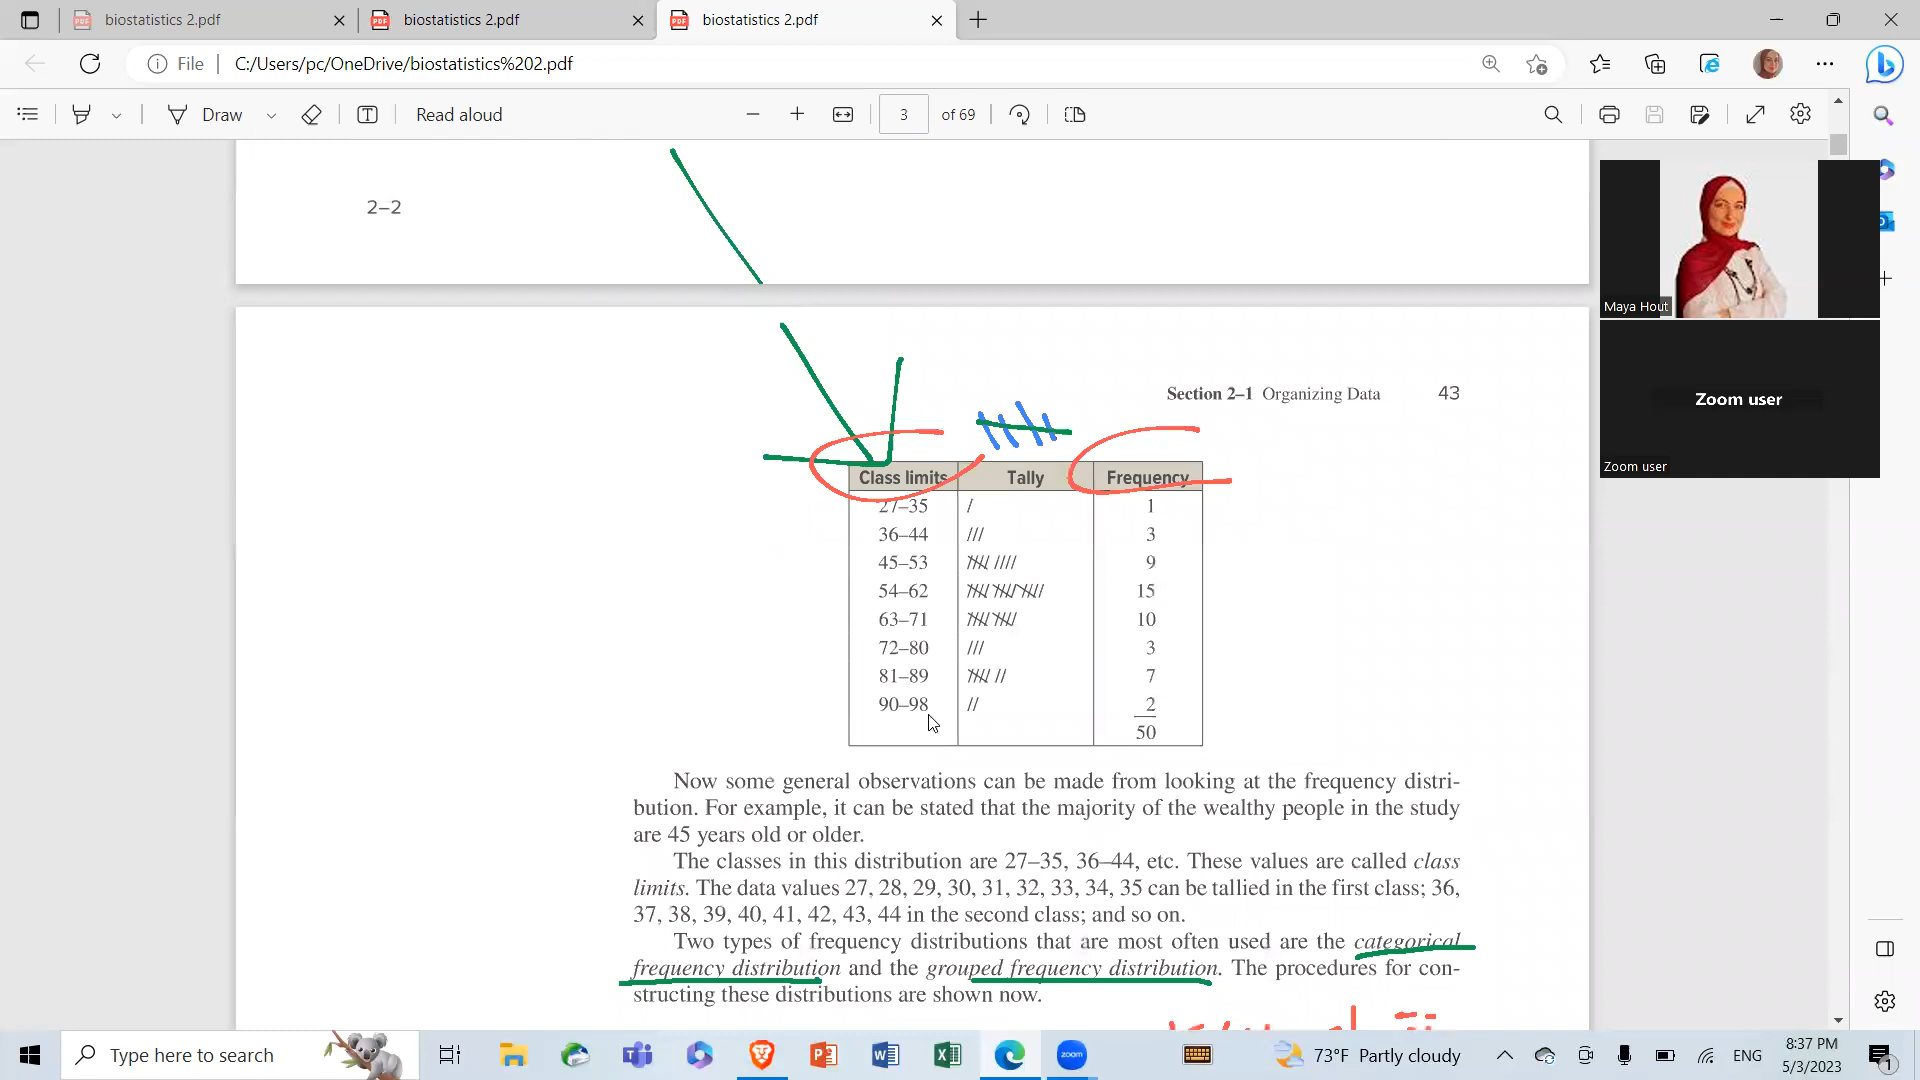 biostatistics 2.pdf
biostatistics 2.pdf
biostatistics 2.pdf
File
C:/Users/pc/OneDrive/biostatistics%202.pdf
Draw
Read aloud
3
of 69
2–2
Maya Hout
Zoom user
Zoom user
Section 2–1 Organizing Data 43
Class limits Tally Frequency
27–35 / 1
36–44 /// 3
45–53 //// //// 9
54–62 //// //// //// 15
63–71 //// //// 10
72–80 /// 3
81–89 //// // 7
90–98 // 2
50
Now some general observations can be made from looking at the frequency distri-
bution. For example, it can be stated that the majority of the wealthy people in the study
are 45 years old or older.
The classes in this distribution are 27–35, 36–44, etc. These values are called class
limits. The data values 27, 28, 29, 30, 31, 32, 33, 34, 35 can be tallied in the first class; 36,
37, 38, 39, 40, 41, 42, 43, 44 in the second class; and so on.
Two types of frequency distributions that are most often used are the categorical
frequency distribution and the grouped frequency distribution. The procedures for con-
structing these distributions are shown now.
Type here to search
zoom
73°F Partly cloudy
ENG
8:37 PM
5/3/2023
1